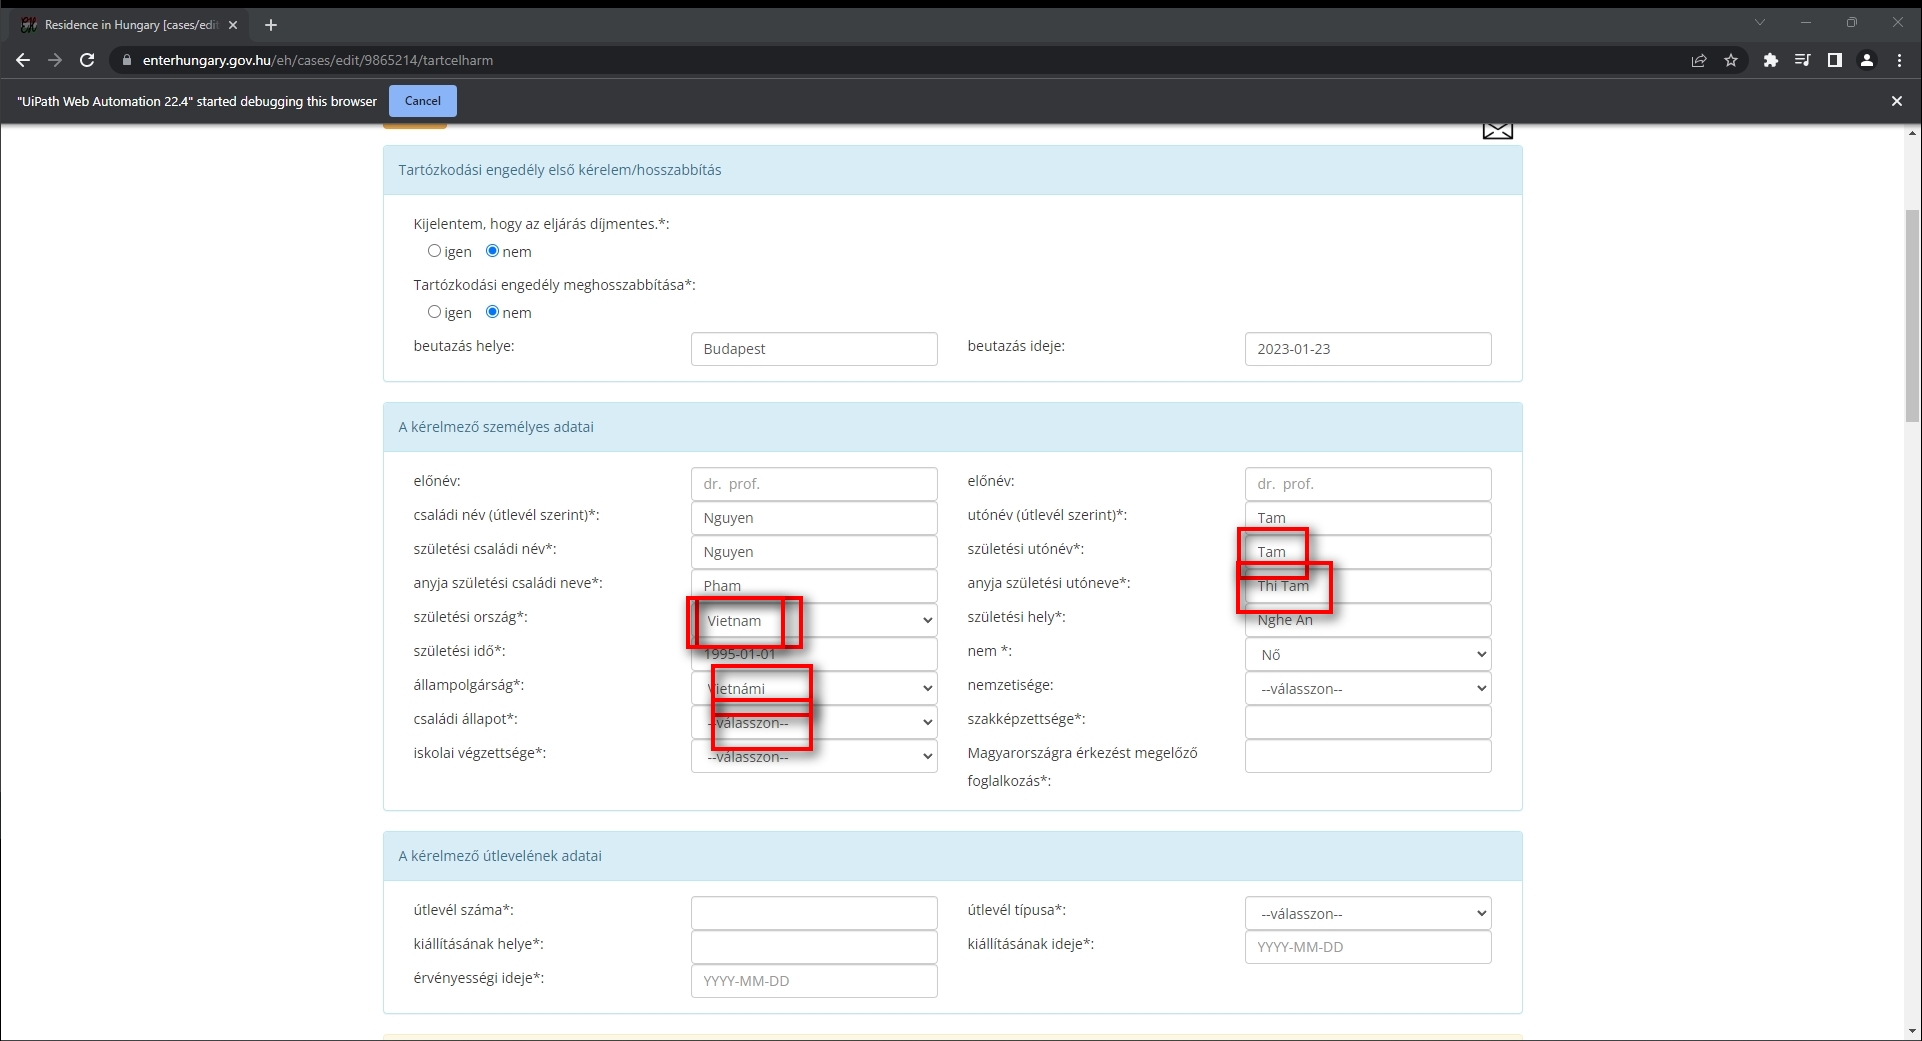 Residence in Hungary [cases/edit
enterhungary.gov.hu/eh/cases/edit/9865214/tartcelharm
"UiPath Web Automation 22.4" started debugging this browser Cancel
Tartózkodási engedély első kérelem/hosszabbítás
Kijelentem, hogy az eljárás díjmentes.*:
igen nem
Tartózkodási engedély meghosszabbítása*:
igen nem
beutazás helye: Budapest beutazás ideje: 2023-01-23
A kérelmező személyes adatai
előnév: dr. prof. előnév: dr. prof.
családi név (útlevél szerint)*: Nguyen utónév (útlevél szerint)*: Tam
születési családi név*: Nguyen születési utónév*: Tam
anyja születési családi neve*: Pham anyja születési utóneve*: Thi Tam
születési ország*: Vietnam születési hely*: Nghe An
születési idő*: 1995-01-01 nem *: Nő
állampolgárság*: Vietnámi nemzetisége: --válasszon--
családi állapot*: --válasszon-- szakképzettsége*:
iskolai végzettsége*: --válasszon-- Magyarországra érkezést megelőző
foglalkozás*:
A kérelmező útlevelének adatai
útlevél száma*: útlevél típusa*: --válasszon--
kiállításának helye*: kiállításának ideje*: YYYY-MM-DD
érvényességi ideje*: YYYY-MM-DD